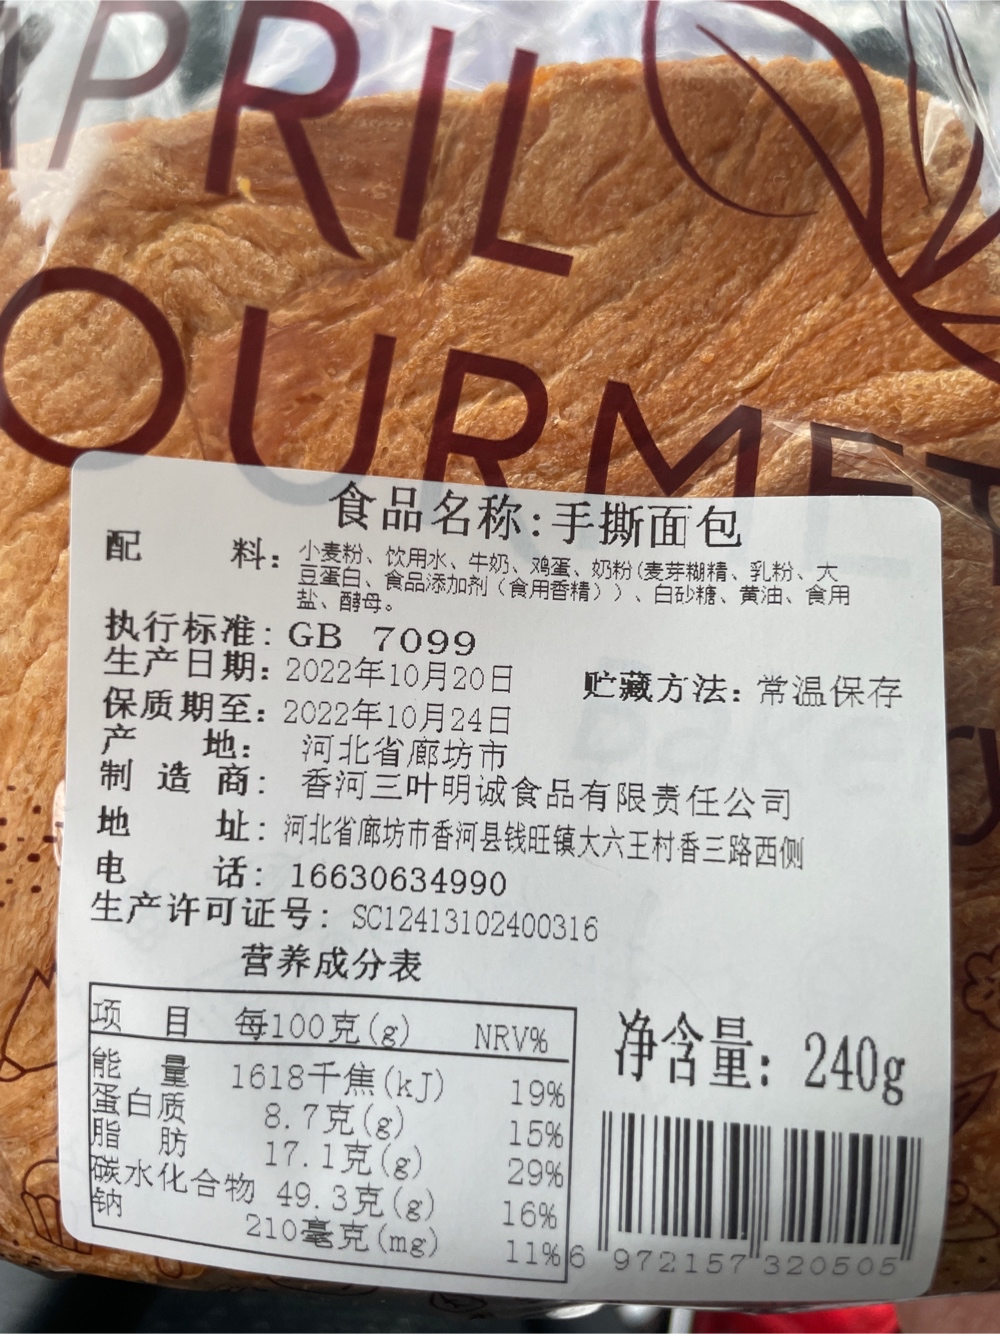 APRIL
OURMET
食品名称:手撕面包
配 料: 小麦粉、饮用水、牛奶、鸡蛋、奶粉(麦芽糊精、乳粉、大
豆蛋白、食品添加剂（食用香精））、白砂糖、黄油、食用
盐、酵母。
执行标准: GB 7099
生产日期: 2022年10月20日
贮藏方法: 常温保存
保质期至: 2022年10月24日
产 地: 河北省廊坊市
制 造 商: 香河三叶明诚食品有限责任公司
地 址: 河北省廊坊市香河县钱旺镇大六王村香三路西侧
电 话: 16630634990
生产许可证号: SC12413102400316
营养成分表
项 目 每100克(g) NRV%
能 量 1618千焦(kJ) 19%
蛋白质 8.7克(g) 15%
脂 肪 17.1克(g) 29%
碳水化合物 49.3克(g) 16%
钠 210毫克(mg) 11%
净含量: 240g
6 972157 320505